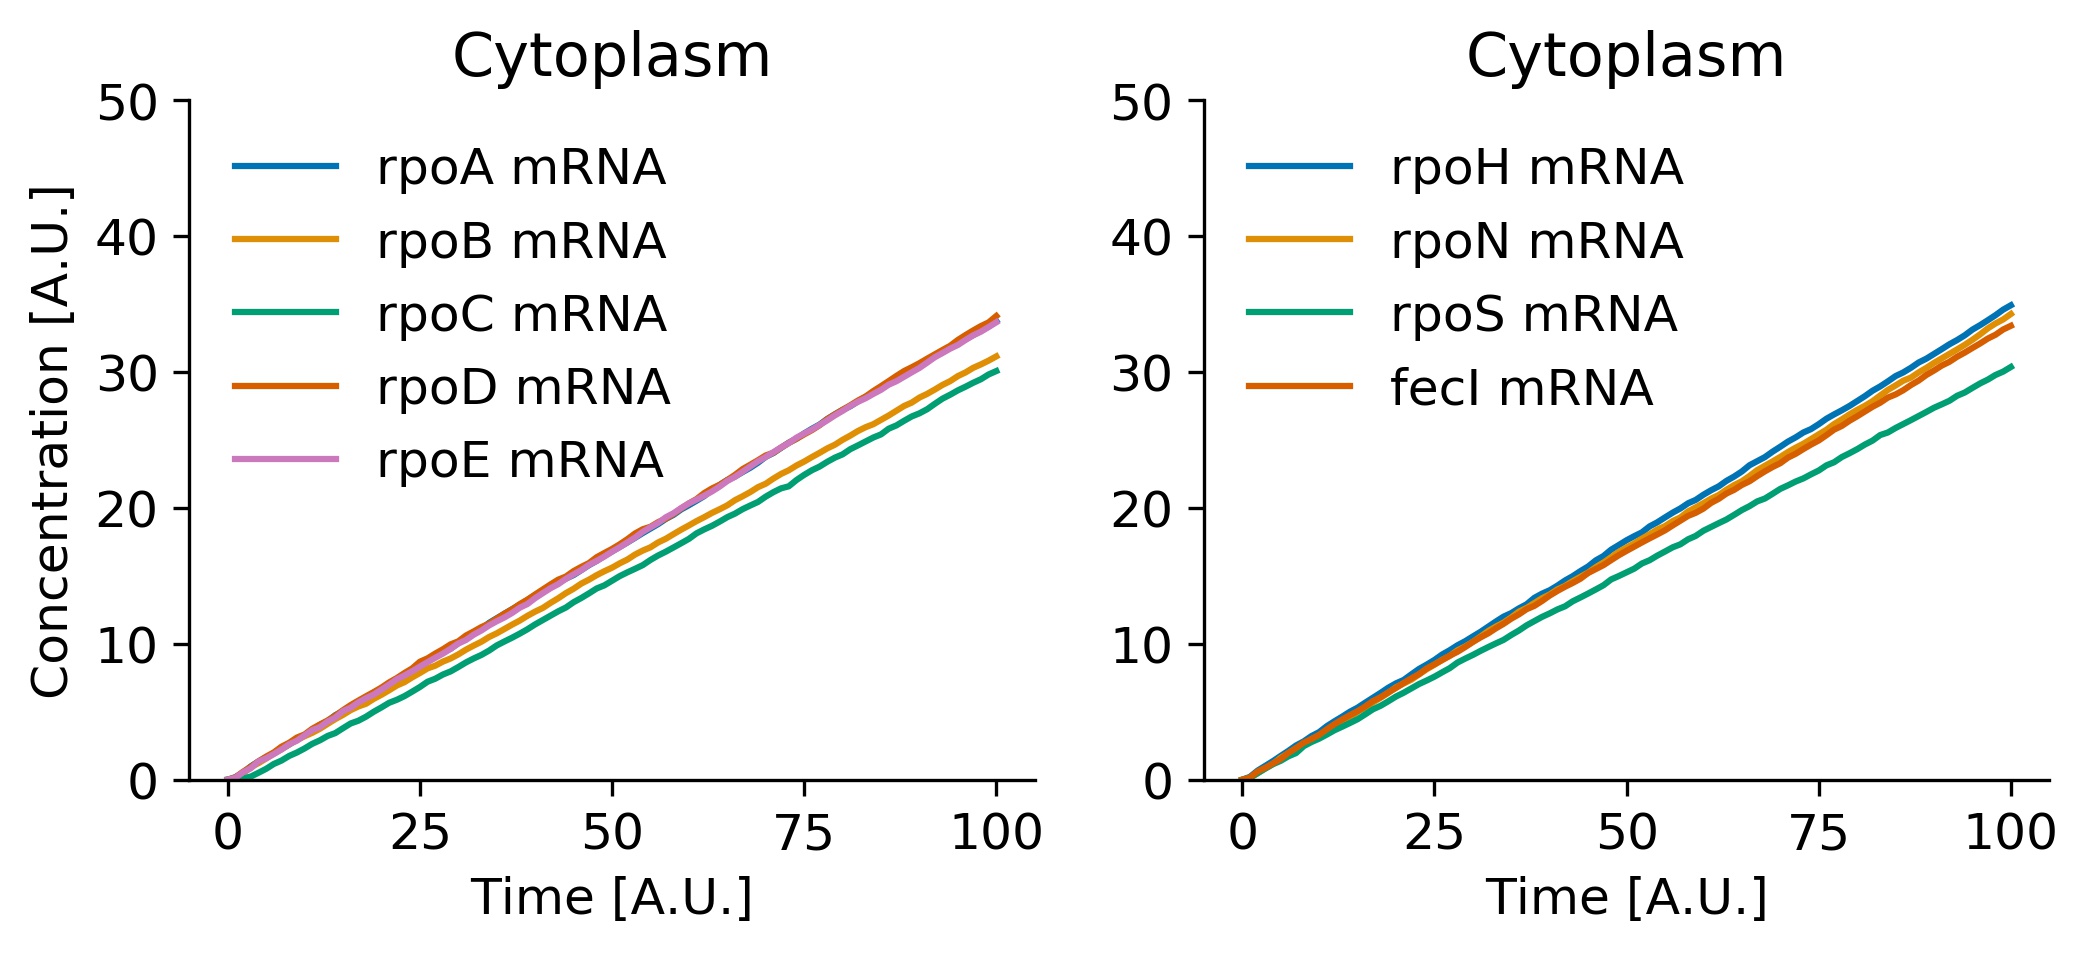 Cytoplasm
50
40
30
20
10
0
Concentration [A.U.]
rpoA mRNA
rpoB mRNA
rpoC mRNA
rpoD mRNA
rpoE mRNA
0 25 50 75 100
Time [A.U.]
Cytoplasm
50
40
30
20
10
0
rpoH mRNA
rpoN mRNA
rpoS mRNA
fecI mRNA
0 25 50 75 100
Time [A.U.]